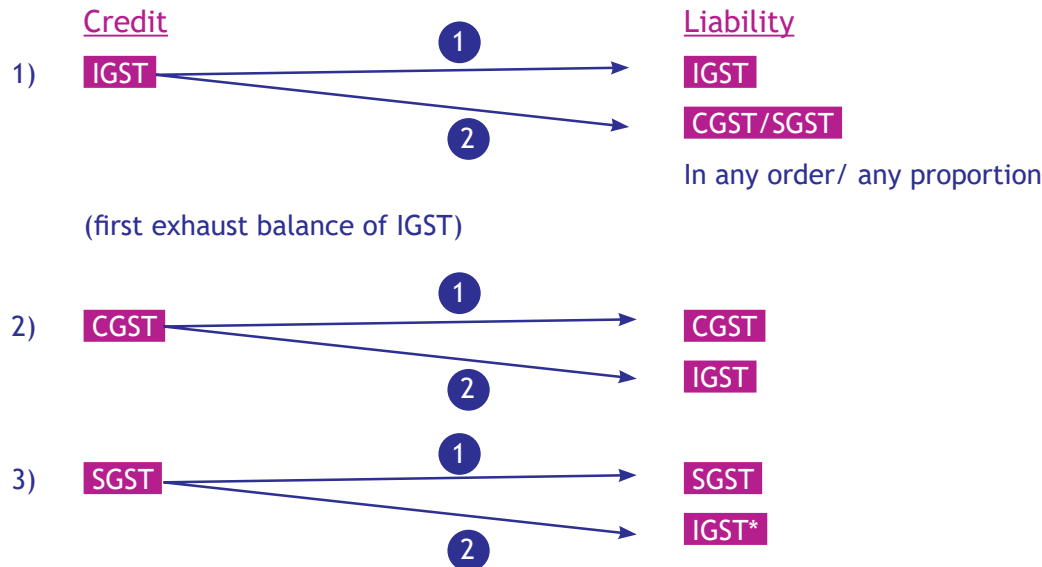 Credit Liability
1
1) IGST IGST
2 CGST/SGST
In any order/ any proportion
(first exhaust balance of IGST)
1
2) CGST CGST
2 IGST
1
3) SGST SGST
2 IGST*